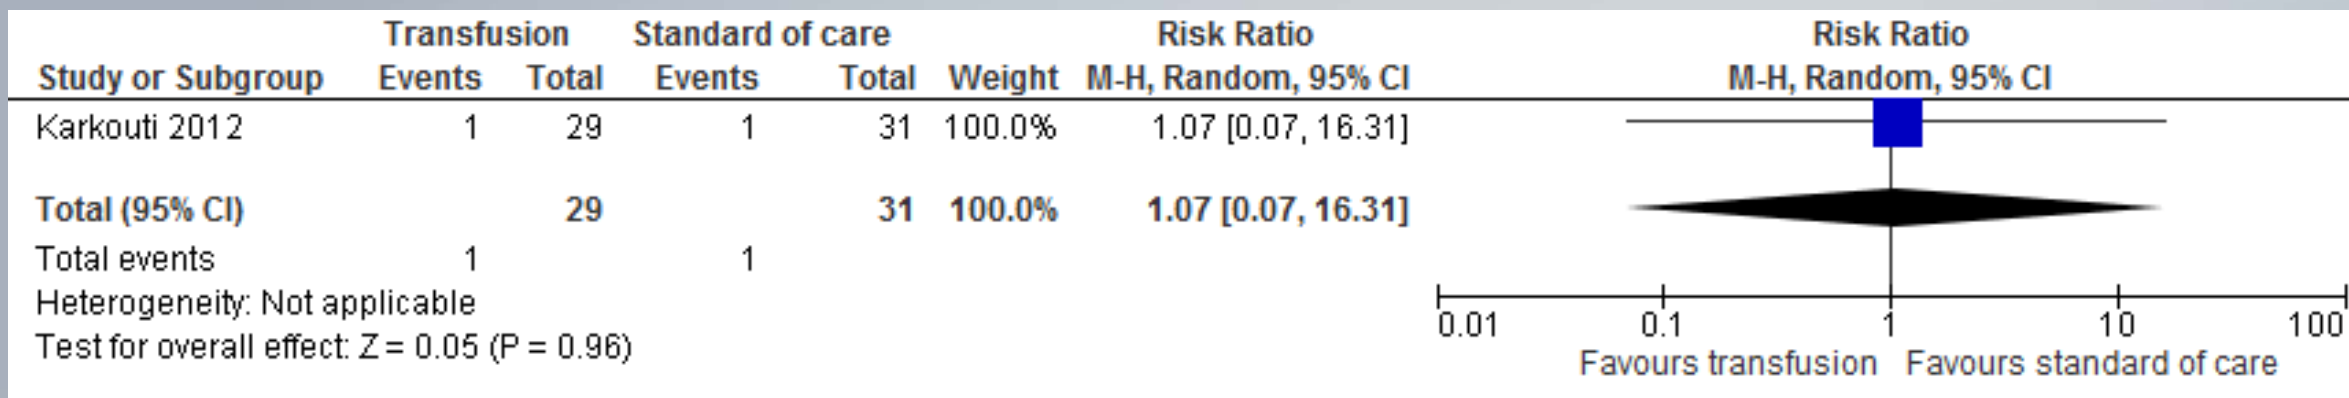 Transfusion Standard of care Risk Ratio Risk Ratio
Study or Subgroup Events Total Events Total Weight M-H, Random, 95% CI M-H, Random, 95% CI
Karkouti 2012 1 29 1 31 100.0% 1.07 [0.07, 16.31]
Total (95% CI) 29 31 100.0% 1.07 [0.07, 16.31]
Total events 1 1
Heterogeneity: Not applicable
Test for overall effect: Z = 0.05 (P = 0.96)
0.01 0.1 1 10 100
Favours transfusion Favours standard of care